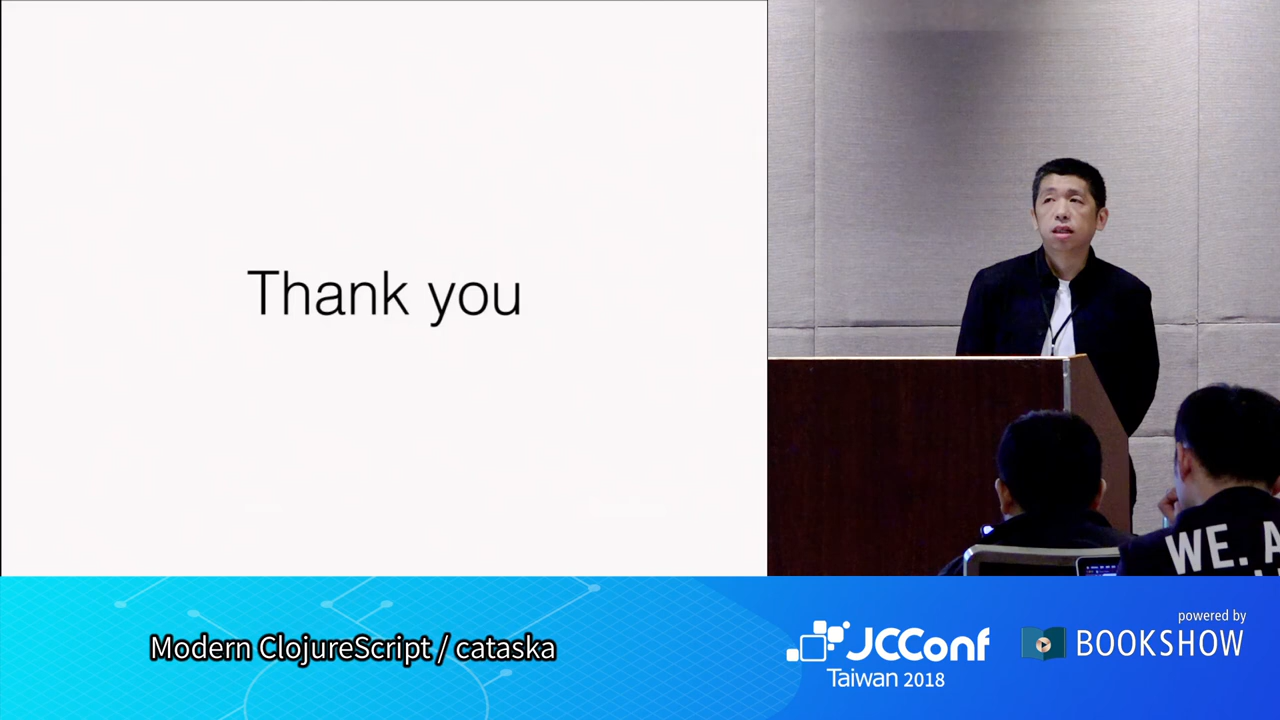 Thank you
WE. A
Modern ClojureScript / cataska
JCConf
Taiwan 2018
powered by
BOOKSHOW